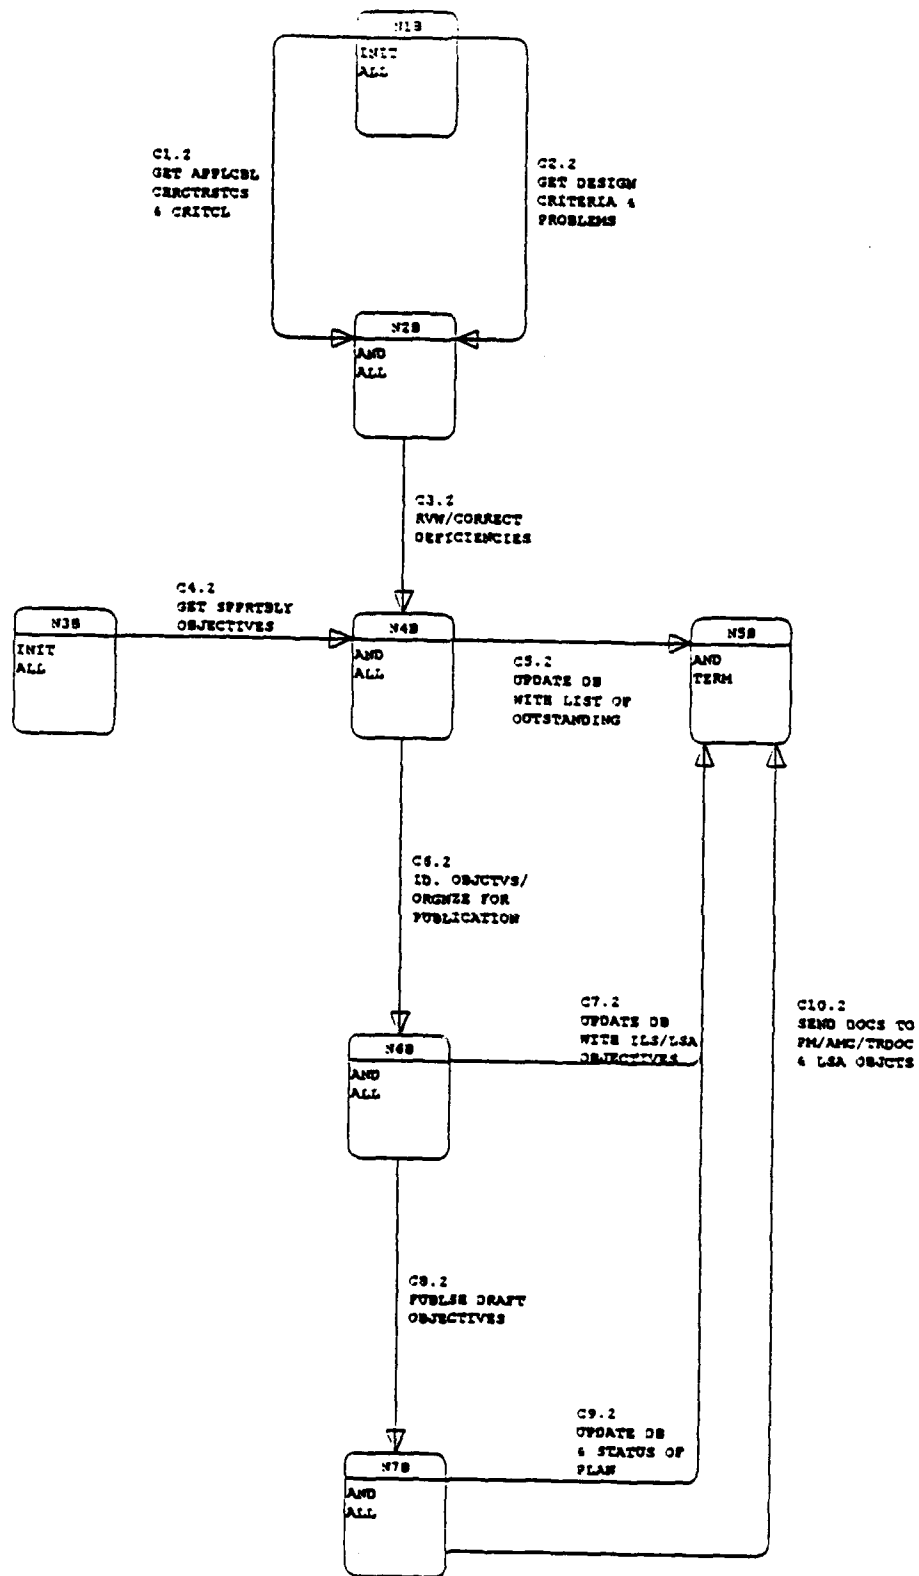 N1B
INIT
ALL
C1.2
GET APPLCBL
CHRCTRSTCS
& CRITCL
C2.2
GET DESIGN
CRITERIA &
PROBLEMS
N2B
AND
ALL
C3.2
RVW/CORRECT
DEFICIENCIES
N3B
INIT
ALL
C4.2
GET SPPRTBLY
OBJECTIVES
N4B
AND
ALL
C5.2
UPDATE DB
WITH LIST OF
OUTSTANDING
N5B
AND
TERM
C6.2
ID. OBJCTVS/
ORGNZE FOR
PUBLICATION
N6B
AND
ALL
C7.2
UPDATE DB
WITH ILS/LSA
OBJECTIVES
C10.2
SEND DOCS TO
PM/AMC/TRDOC
& LSA OBJCTS
C8.2
PUBLSH DRAFT
OBJECTIVES
N7B
AND
ALL
C9.2
UPDATE DB
& STATUS OF
PLAN